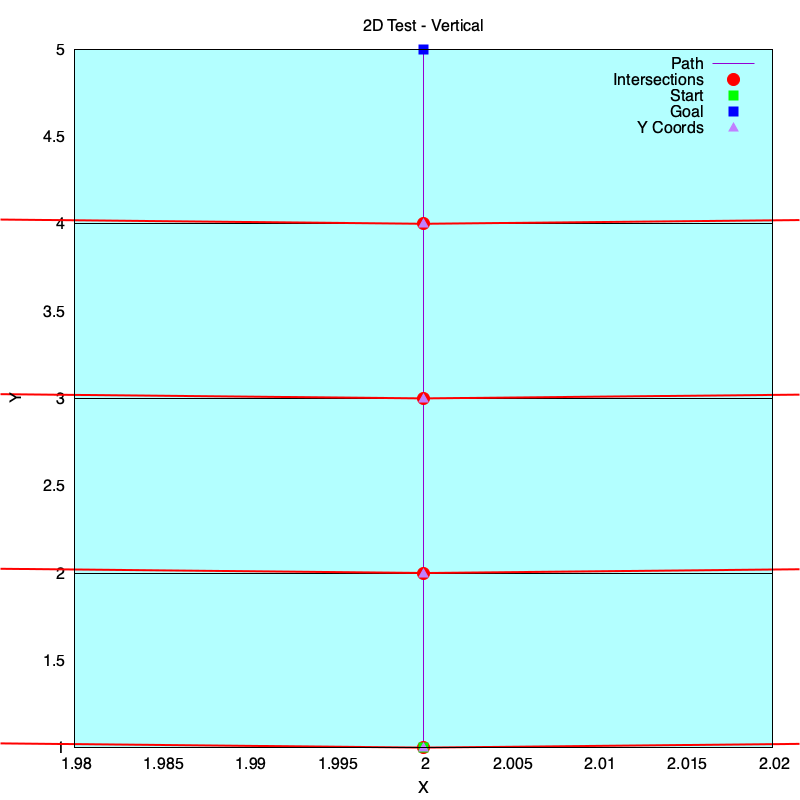 2D Test - Vertical
5
Path
Intersections
Start
Goal
Y Coords
4.5
4
3.5
Y
3
2.5
2
1.5
1
1.98 1.985 1.99 1.995 2 2.005 2.01 2.015 2.02
X